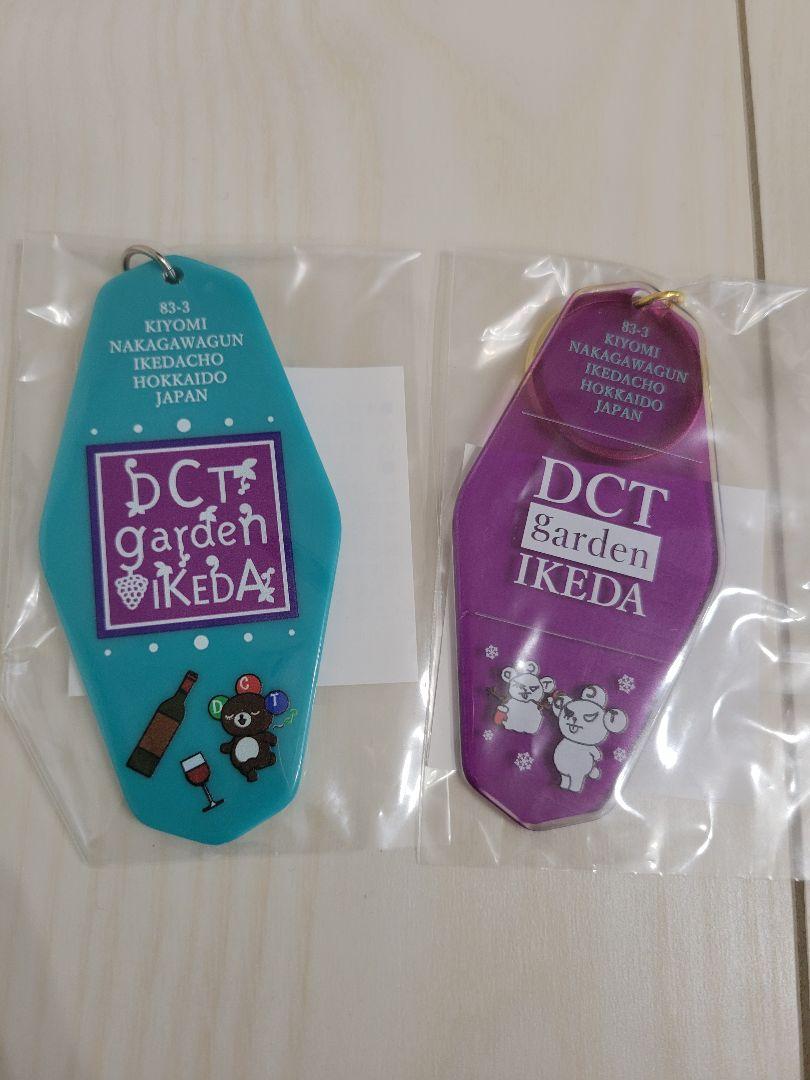 83-3
KIYOMI
NAKAGAWAGUN
IKEDACHO
HOKKAIDO
JAPAN
DCT
garden
IKEDA
D C T
83-3
KIYOMI
NAKAGAWAGUN
IKEDACHO
HOKKAIDO
JAPAN
DCT
garden
IKEDA